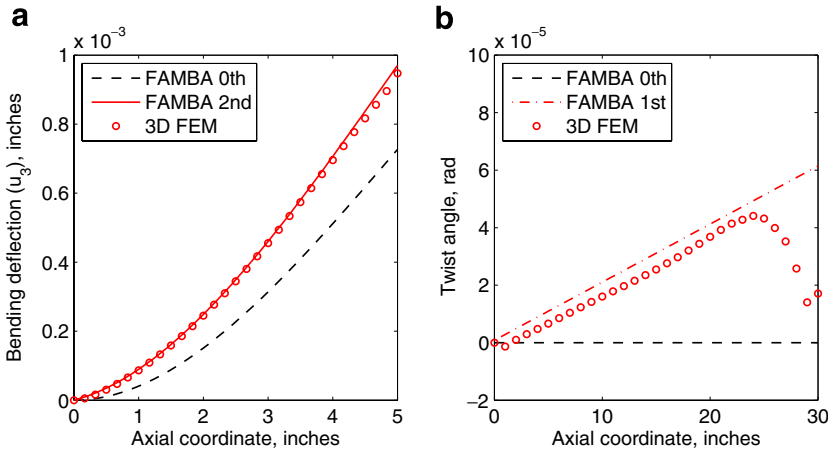 a
x 10⁻³
1
0.8
0.6
0.4
0.2
0
Bending deflection (u₃), inches
FAMBA 0th
FAMBA 2nd
3D FEM
0 1 2 3 4 5
Axial coordinate, inches
b
x 10⁻⁵
10
8
6
4
2
0
−2
Twist angle, rad
FAMBA 0th
FAMBA 1st
3D FEM
0 10 20 30
Axial coordinate, inches